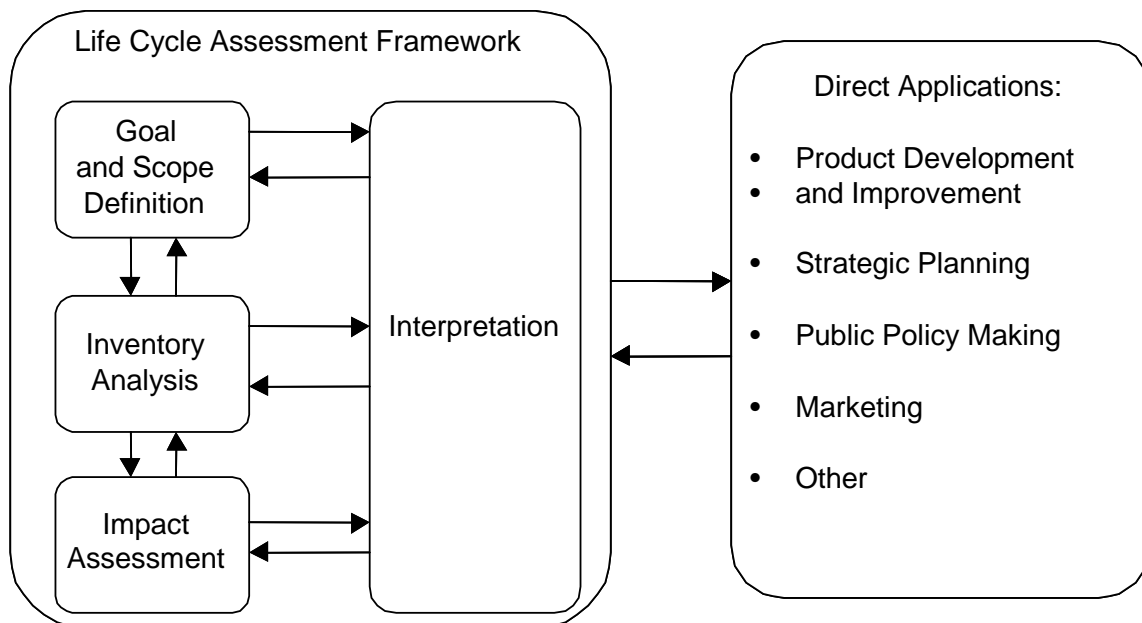 Life Cycle Assessment Framework
Goal
and Scope
Definition
Inventory
Analysis
Impact
Assessment
Interpretation
Direct Applications:
• Product Development
• and Improvement
• Strategic Planning
• Public Policy Making
• Marketing
• Other